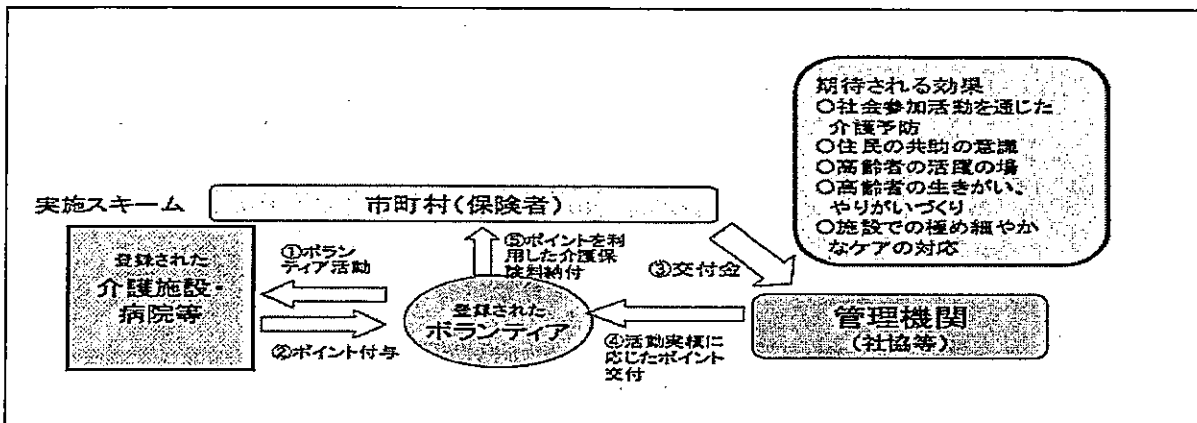 期待される効果
〇社会参加活動を通じた
介護予防
〇住民の共助の意識
〇高齢者の活躍の場
〇高齢者の生きがい、
やりがいづくり
〇施設での極め細やか
なケアの対応
実施スキーム
市町村(保険者)
登録された
介護施設・
病院等
①ボラン
ティア活動
②ポイント付与
⑤ポイントを利
用した介護保
険料納付
登録された
ボランティア
③交付金
④活動実績に
応じたポイント
交付
管理機関
(社協等)